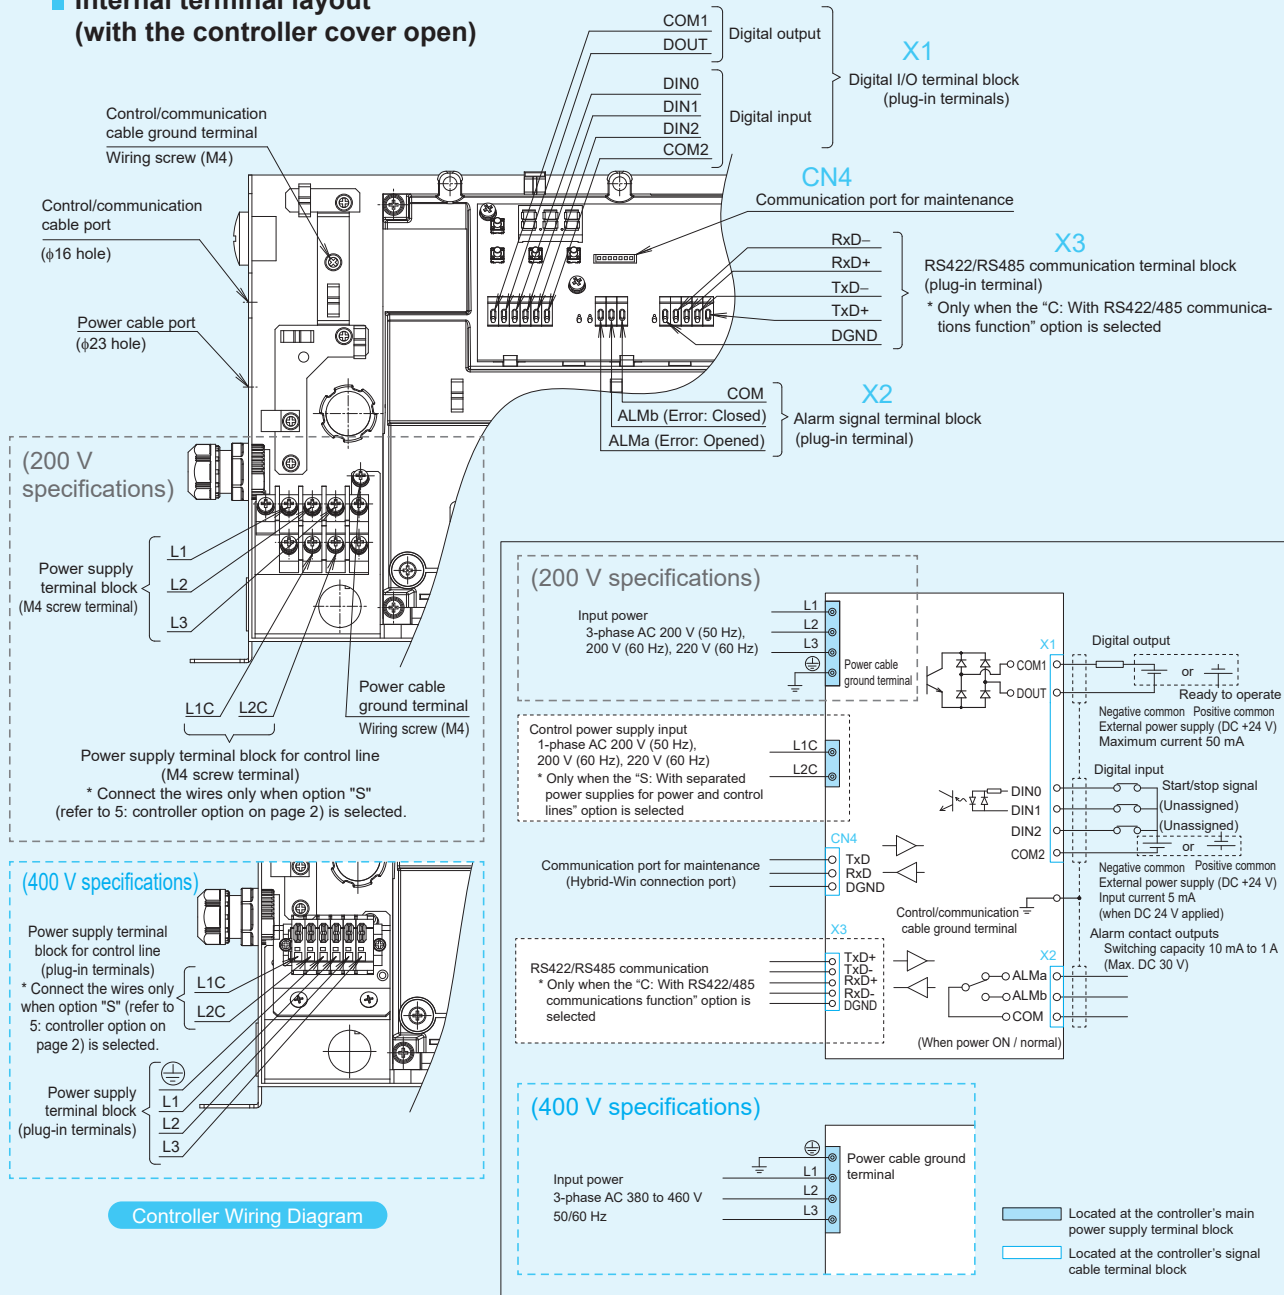 Internal terminal layout
(with the controller cover open)
COM1
DOUT
Digital output
DIN0
DIN1
DIN2
COM2
Digital input
X1
Digital I/O terminal block
(plug-in terminals)
Control/communication
cable ground terminal
Wiring screw (M4)
CN4
Communication port for maintenance
Control/communication
cable port
(ϕ16 hole)
Power cable port
(ϕ23 hole)
RxD–
RxD+
TxD–
TxD+
DGND
X3
RS422/RS485 communication terminal block
(plug-in terminal)
* Only when the “C: With RS422/485 communica-
tions function” option is selected
COM
ALMb (Error: Closed)
ALMa (Error: Opened)
X2
Alarm signal terminal block
(plug-in terminal)
(200 V
specifications)
Power supply
terminal block
(M4 screw terminal)
L1
L2
L3
L1C
L2C
Power cable
ground terminal
Wiring screw (M4)
Power supply terminal block for control line
(M4 screw terminal)
* Connect the wires only when option "S"
(refer to 5: controller option on page 2) is selected.
(400 V specifications)
Power supply terminal
block for control line
(plug-in terminals)
* Connect the wires only
when option "S" (refer to
5: controller option on
page 2) is selected.
L1C
L2C
Power supply
terminal block
(plug-in terminals)
L1
L2
L3
Controller Wiring Diagram
(200 V specifications)
Input power
3-phase AC 200 V (50 Hz),
200 V (60 Hz), 220 V (60 Hz)
L1
L2
L3
Power cable
ground terminal
Control power supply input
1-phase AC 200 V (50 Hz),
200 V (60 Hz), 220 V (60 Hz)
* Only when the “S: With separated
power supplies for power and control
lines” option is selected
L1C
L2C
Communication port for maintenance
(Hybrid-Win connection port)
CN4
TxD
RxD
DGND
RS422/RS485 communication
* Only when the “C: With RS422/485
communications function” option is
selected
X3
TxD+
TxD-
RxD+
RxD-
DGND
X1
COM1
DOUT
Digital output
or
Ready to operate
Negative common Positive common
External power supply (DC +24 V)
Maximum current 50 mA
Digital input
DIN0
DIN1
DIN2
COM2
Start/stop signal
(Unassigned)
(Unassigned)
or
Negative common Positive common
External power supply (DC +24 V)
Input current 5 mA
(when DC 24 V applied)
Control/communication
cable ground terminal
Alarm contact outputs
Switching capacity 10 mA to 1 A
(Max. DC 30 V)
X2
ALMa
ALMb
COM
(When power ON / normal)
(400 V specifications)
Input power
3-phase AC 380 to 460 V
50/60 Hz
L1
L2
L3
Power cable ground
terminal
Located at the controller’s main
power supply terminal block
Located at the controller’s signal
cable terminal block